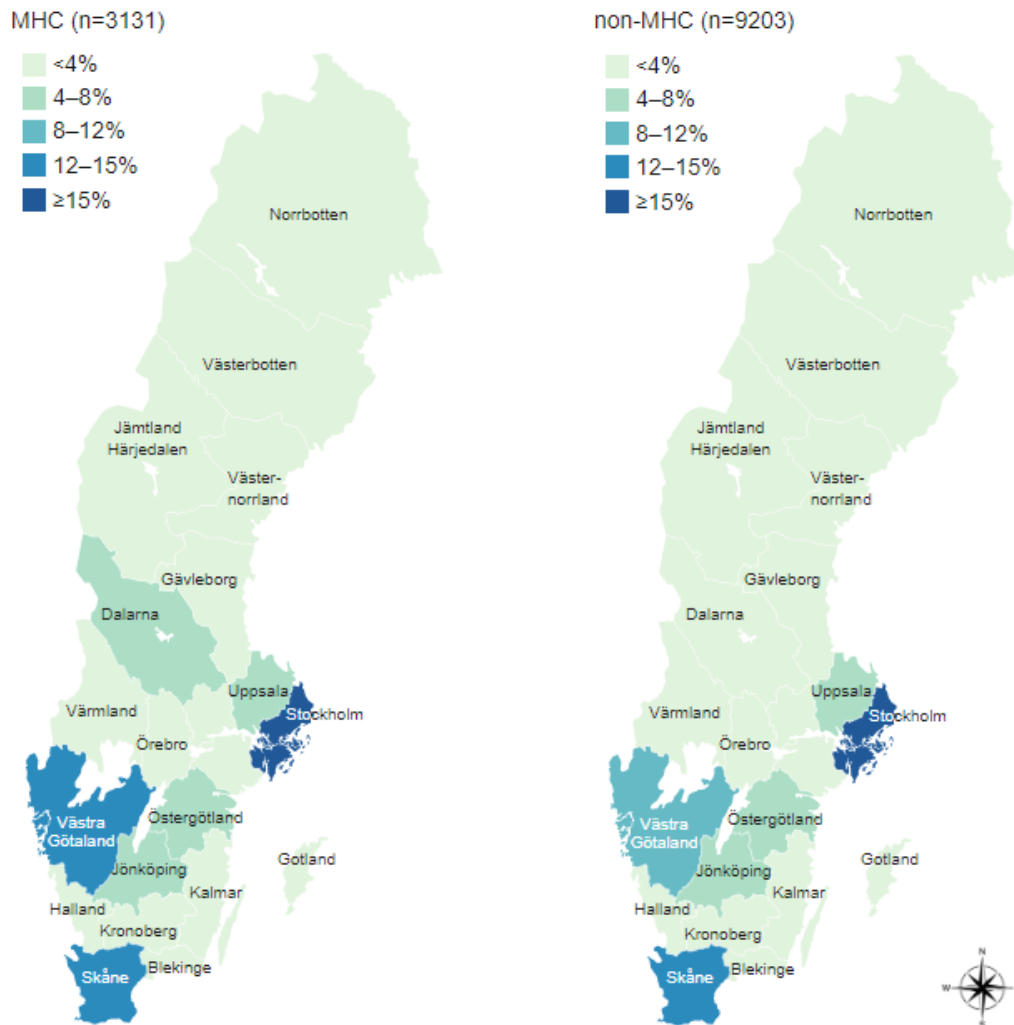 MHC (n=3131)
<4%
4–8%
8–12%
12–15%
≥15%
Norrbotten
Västerbotten
Jämtland
Härjedalen
Väster-
norrland
Gävleborg
Dalarna
Uppsala
Stockholm
Värmland
Örebro
Västra
Götaland
Östergötland
Jönköping
Gotland
Kalmar
Halland
Kronoberg
Blekinge
Skåne
non-MHC (n=9203)
<4%
4–8%
8–12%
12–15%
≥15%
Norrbotten
Västerbotten
Jämtland
Härjedalen
Väster-
norrland
Gävleborg
Dalarna
Uppsala
Stockholm
Värmland
Örebro
Västra
Götaland
Östergötland
Jönköping
Gotland
Kalmar
Halland
Kronoberg
Blekinge
Skåne
N
W
E
S